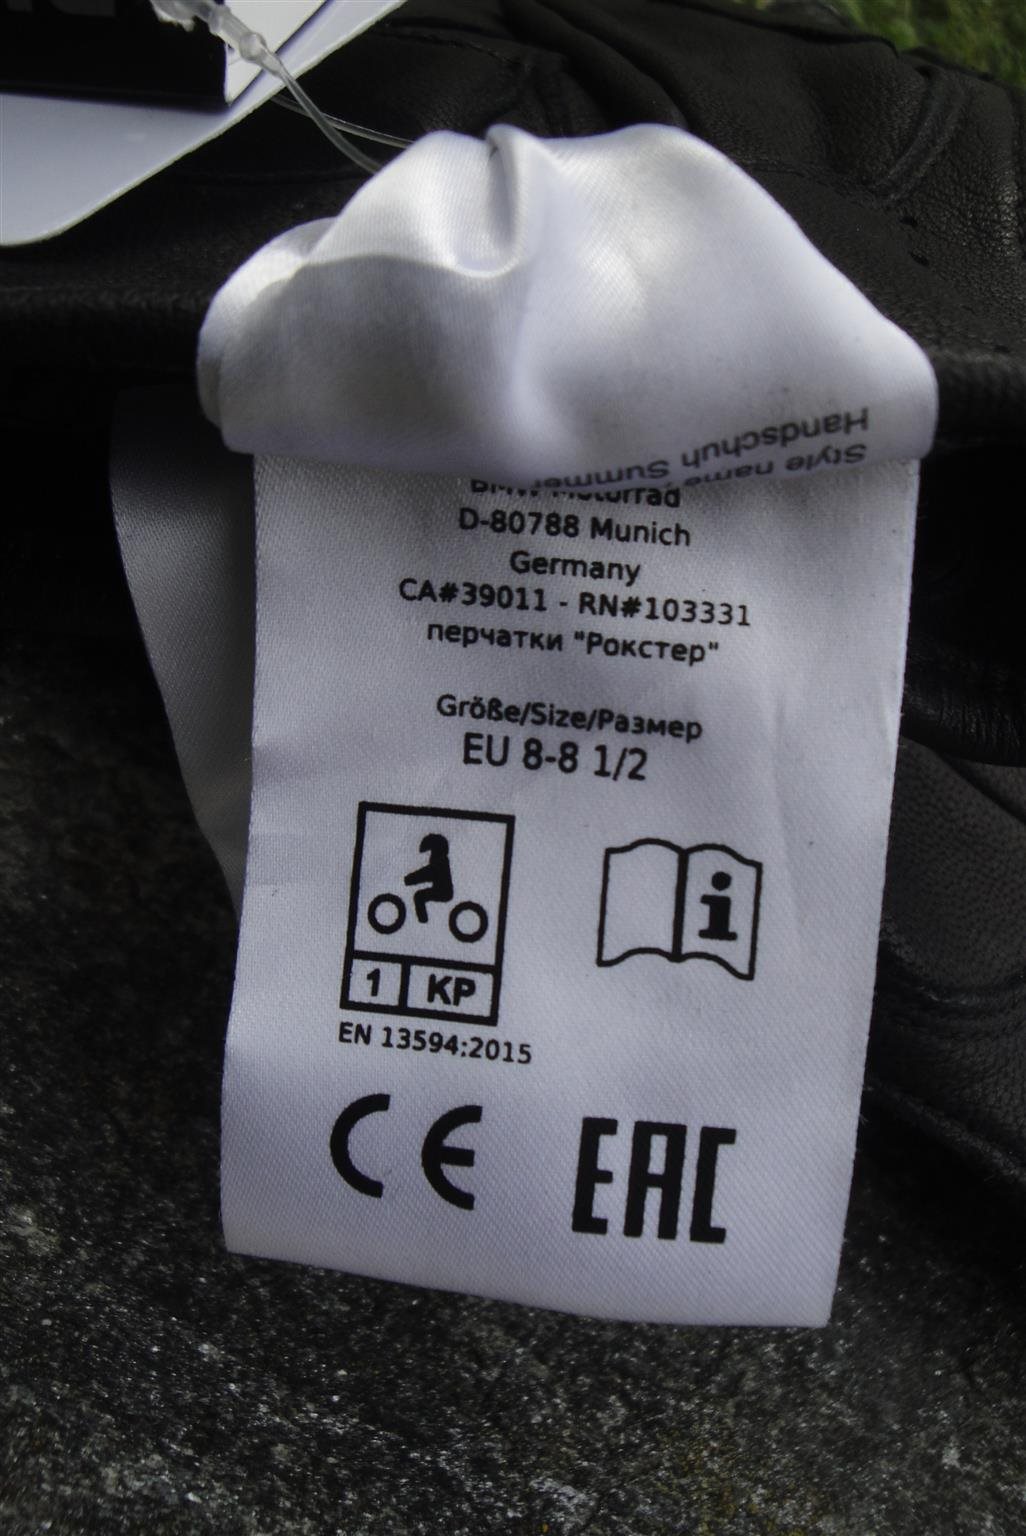 Handschuh
Style name
Summer
BMW Motorrad
D-80788 Munich
Germany
CA#39011 - RN#103331
перчатки "Рокстер"
Größe/Size/Размер
EU 8-8 1/2
i
1 KP
EN 13594:2015
CE EAC